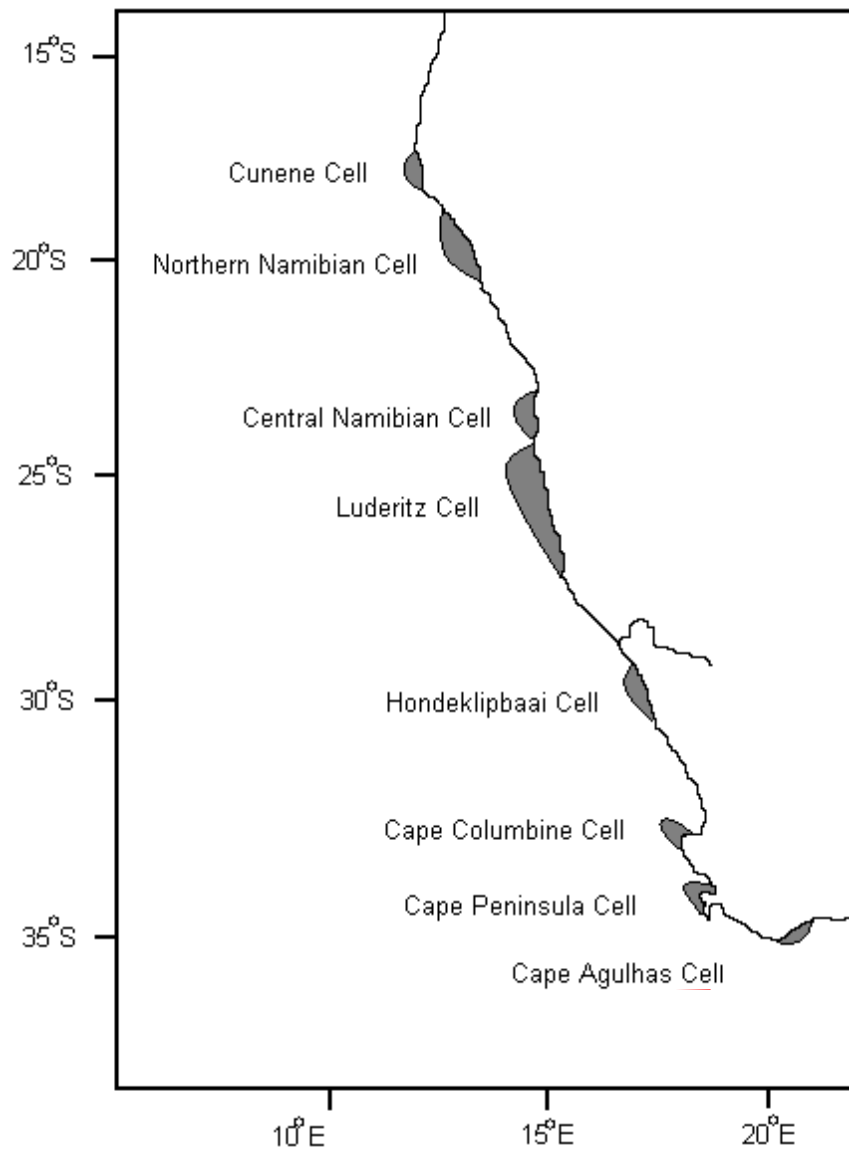 15°S
Cunene Cell
20°S
Northern Namibian Cell
Central Namibian Cell
25°S
Luderitz Cell
30°S
Hondeklipbaai Cell
Cape Columbine Cell
Cape Peninsula Cell
35°S
Cape Agulhas Cell
10°E
15°E
20°E